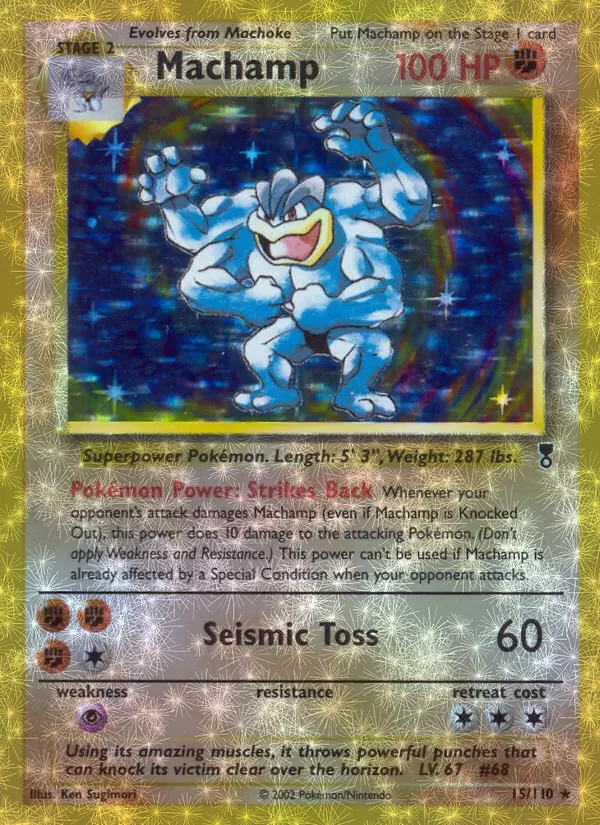 Evolves from Machoke Put Machamp on the Stage 1 card
STAGE 2
Machamp 100 HP
Superpower Pokémon. Length: 5' 3", Weight: 287 lbs.
Pokémon Power: Strikes Back Whenever your
opponent's attack damages Machamp (even if Machamp is Knocked
Out), this power does 10 damage to the attacking Pokémon. (Don't
apply Weakness and Resistance.) This power can't be used if Machamp is
already affected by a Special Condition when your opponent attacks.
Seismic Toss 60
weakness resistance retreat cost
Using its amazing muscles, it throws powerful punches that
can knock its victim clear over the horizon. LV. 67 #68
Illus. Ken Sugimori © 2002 Pokémon/Nintendo 15/110 ★